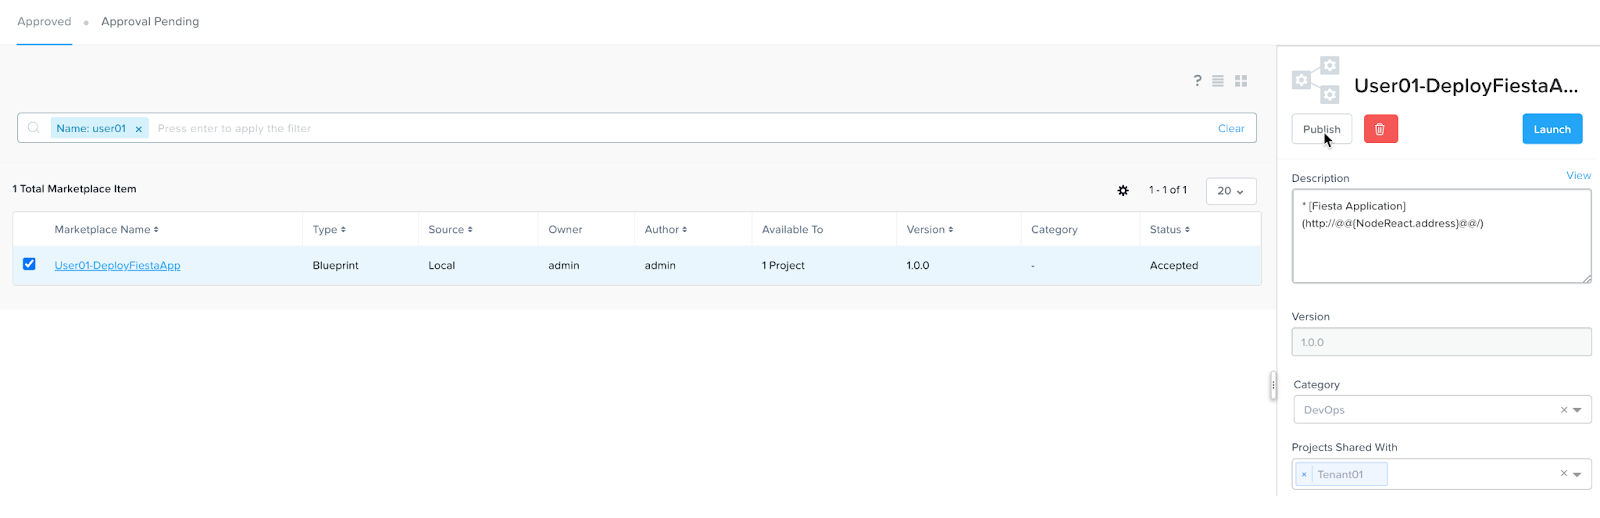 Approved • Approval Pending
?
Name: user01 × Press enter to apply the filter Clear
1 Total Marketplace Item 1 - 1 of 1 20
Marketplace Name Type Source Owner Author Available To Version Category Status
User01-DeployFiestaApp Blueprint Local admin admin 1 Project 1.0.0 - Accepted
User01-DeployFiestaA...
Publish Launch
Description View
* [Fiesta Application]
(http://@@{NodeReact.address}@@/)
Version
1.0.0
Category
DevOps ×
Projects Shared With
× Tenant01 ×